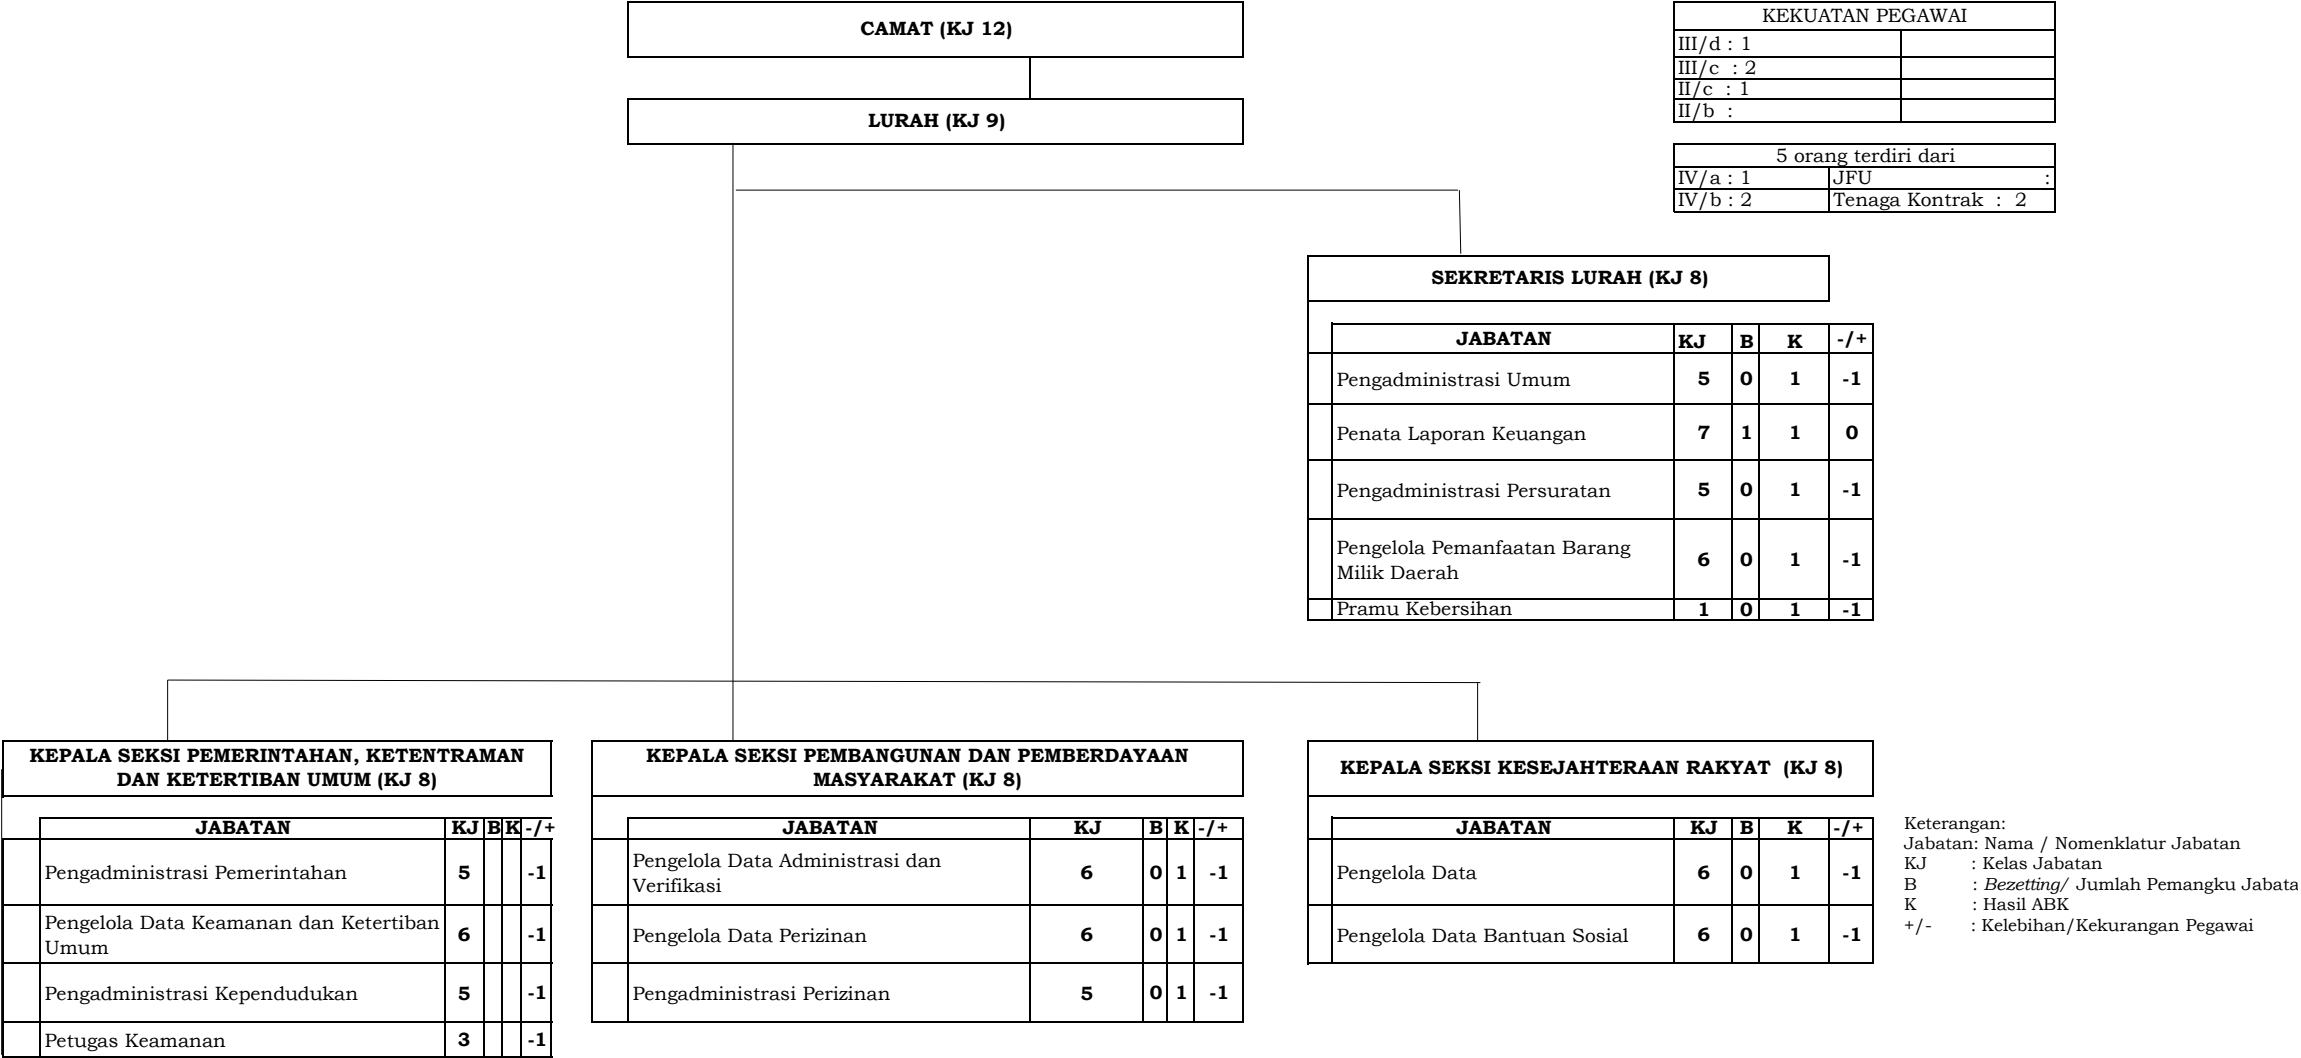 CAMAT (KJ 12)
LURAH (KJ 9)
KEKUATAN PEGAWAI
III/d : 1
III/c : 2
II/c : 1
II/b :
5 orang terdiri dari
IV/a : 1 JFU :
IV/b : 2 Tenaga Kontrak : 2
SEKRETARIS LURAH (KJ 8)
JABATAN KJ B K -/+
Pengadministrasi Umum 5 0 1 -1
Penata Laporan Keuangan 7 1 1 0
Pengadministrasi Persuratan 5 0 1 -1
Pengelola Pemanfaatan Barang
Milik Daerah 6 0 1 -1
Pramu Kebersihan 1 0 1 -1
KEPALA SEKSI PEMERINTAHAN, KETENTRAMAN
DAN KETERTIBAN UMUM (KJ 8)
JABATAN KJ B K -/+
Pengadministrasi Pemerintahan 5 -1
Pengelola Data Keamanan dan Ketertiban
Umum 6 -1
Pengadministrasi Kependudukan 5 -1
Petugas Keamanan 3 -1
KEPALA SEKSI PEMBANGUNAN DAN PEMBERDAYAAN
MASYARAKAT (KJ 8)
JABATAN KJ B K -/+
Pengelola Data Administrasi dan
Verifikasi 6 0 1 -1
Pengelola Data Perizinan 6 0 1 -1
Pengadministrasi Perizinan 5 0 1 -1
KEPALA SEKSI KESEJAHTERAAN RAKYAT (KJ 8)
JABATAN KJ B K -/+
Pengelola Data 6 0 1 -1
Pengelola Data Bantuan Sosial 6 0 1 -1
Keterangan:
Jabatan: Nama / Nomenklatur Jabatan
KJ : Kelas Jabatan
B : Bezetting/ Jumlah Pemangku Jabata
K : Hasil ABK
+/- : Kelebihan/Kekurangan Pegawai